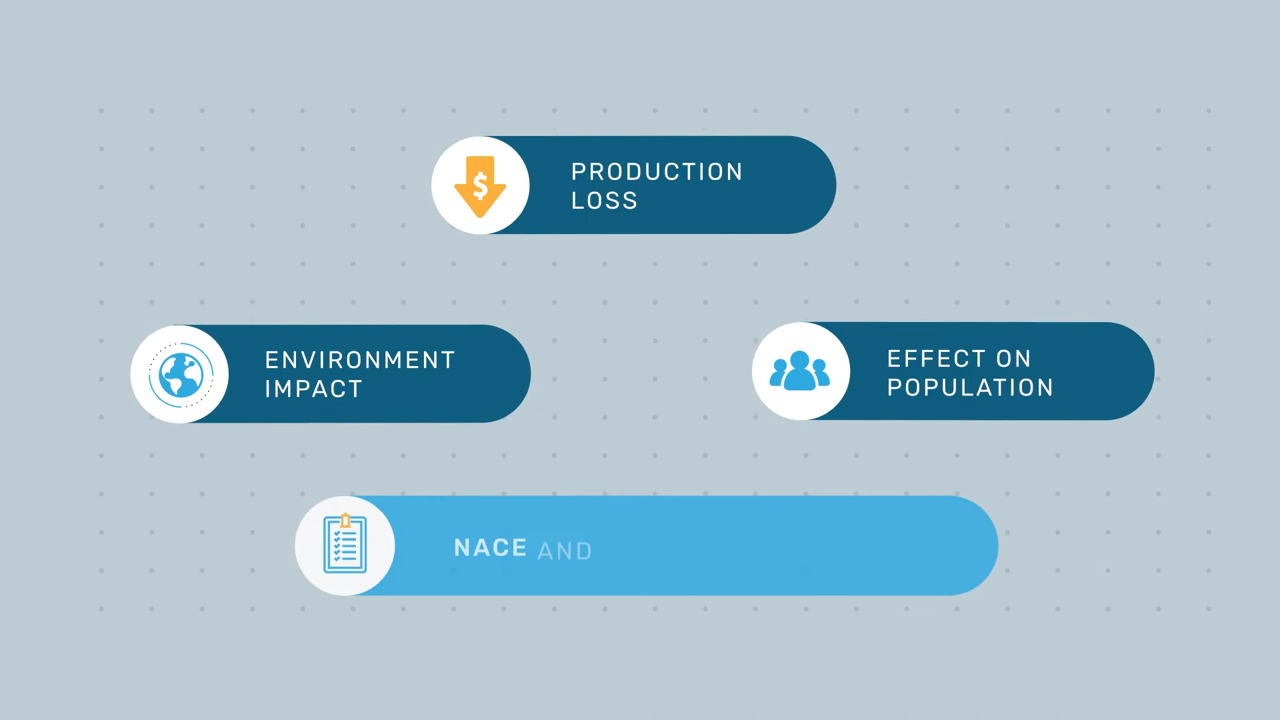 $
PRODUCTION
LOSS
ENVIRONMENT
IMPACT
EFFECT ON
POPULATION
NACE AND